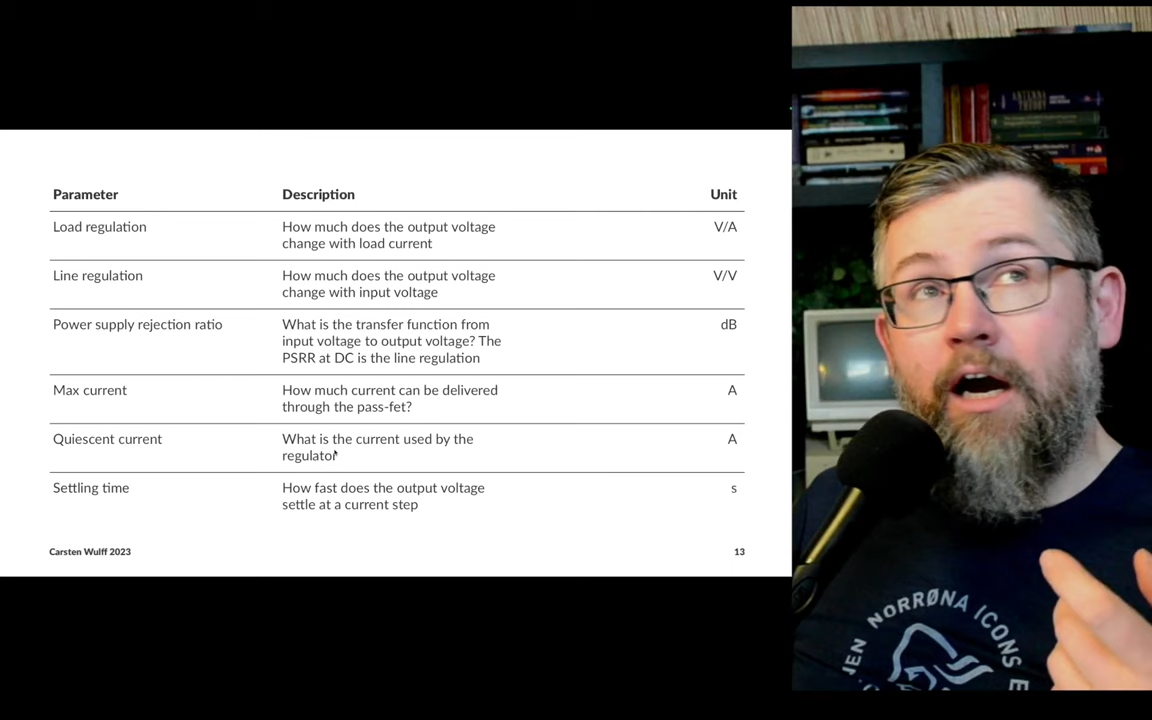 Parameter Description Unit
Load regulation How much does the output voltage V/A
change with load current
Line regulation How much does the output voltage V/V
change with input voltage
Power supply rejection ratio What is the transfer function from dB
input voltage to output voltage? The
PSRR at DC is the line regulation
Max current How much current can be delivered A
through the pass-fet?
Quiescent current What is the current used by the A
regulator
Settling time How fast does the output voltage s
settle at a current step
Carsten Wulff 2023 13
ANTENNA
THEORY
NORRØNA ICONS